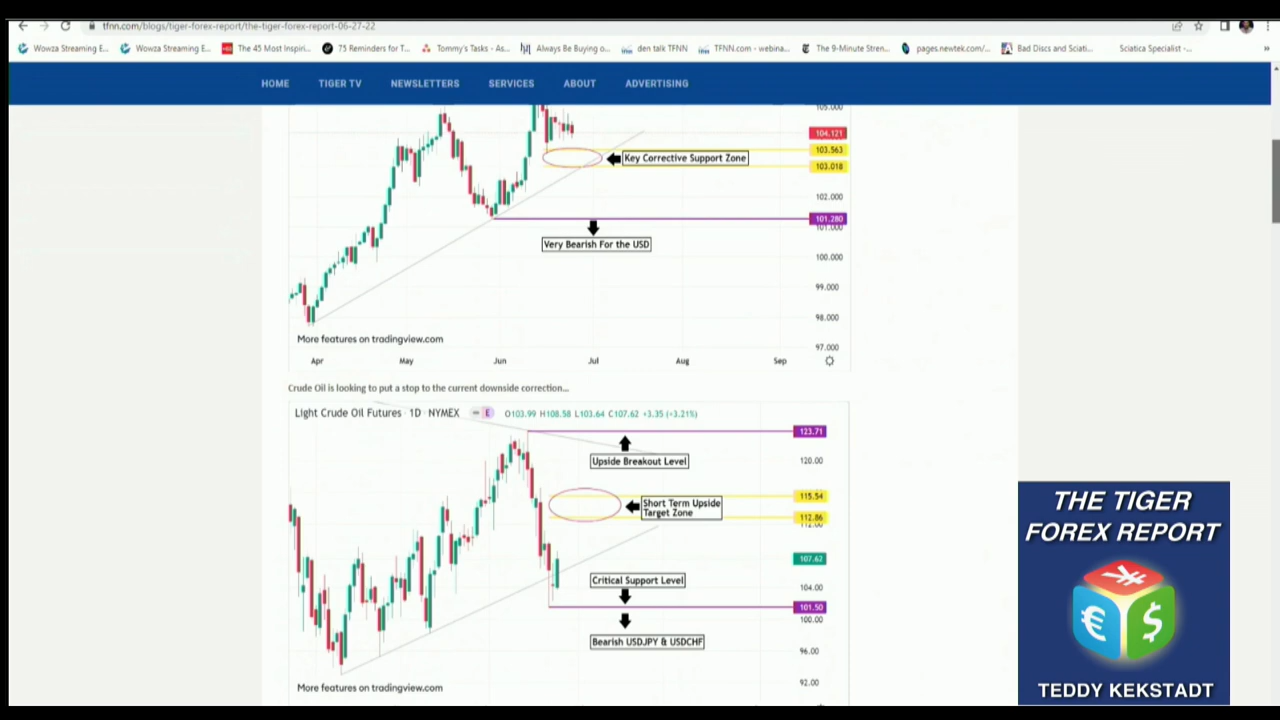 tfnn.com/blogs/tiger-forex-report/the-tiger-forex-report-06-27-22
Wowza Streaming E...
Wowza Streaming E...
The 45 Most Inspiri...
75 Reminders for T...
Tommy's Tasks - As...
Always Be Buying o...
den talk TFNN
TFNN.com - webina...
The 9-Minute Stren...
pages.newtek.com/...
Bad Discs and Sciati...
Sciatica Specialist -...
»
HOME
TIGER TV
NEWSLETTERS
SERVICES
ABOUT
ADVERTISING
105.000
104.121
103.563
Key Corrective Support Zone
103.018
102.000
101.280
101.000
Very Bearish For the USD
100.000
99.000
98.000
More features on tradingview.com
97.000
Apr
May
Jun
Jul
Aug
Sep
Crude Oil is looking to put a stop to the current downside correction...
Light Crude Oil Futures · 1D · NYMEX
E
O103.99 H108.58 L103.64 C107.62 +3.35 (+3.21%)
123.71
Upside Breakout Level
120.00
115.54
Short Term Upside
Target Zone
112.86
112.00
107.62
Critical Support Level
104.00
101.50
100.00
Bearish USDJPY & USDCHF
96.00
92.00
More features on tradingview.com
THE TIGER
FOREX REPORT
€
$
TEDDY KEKSTADT